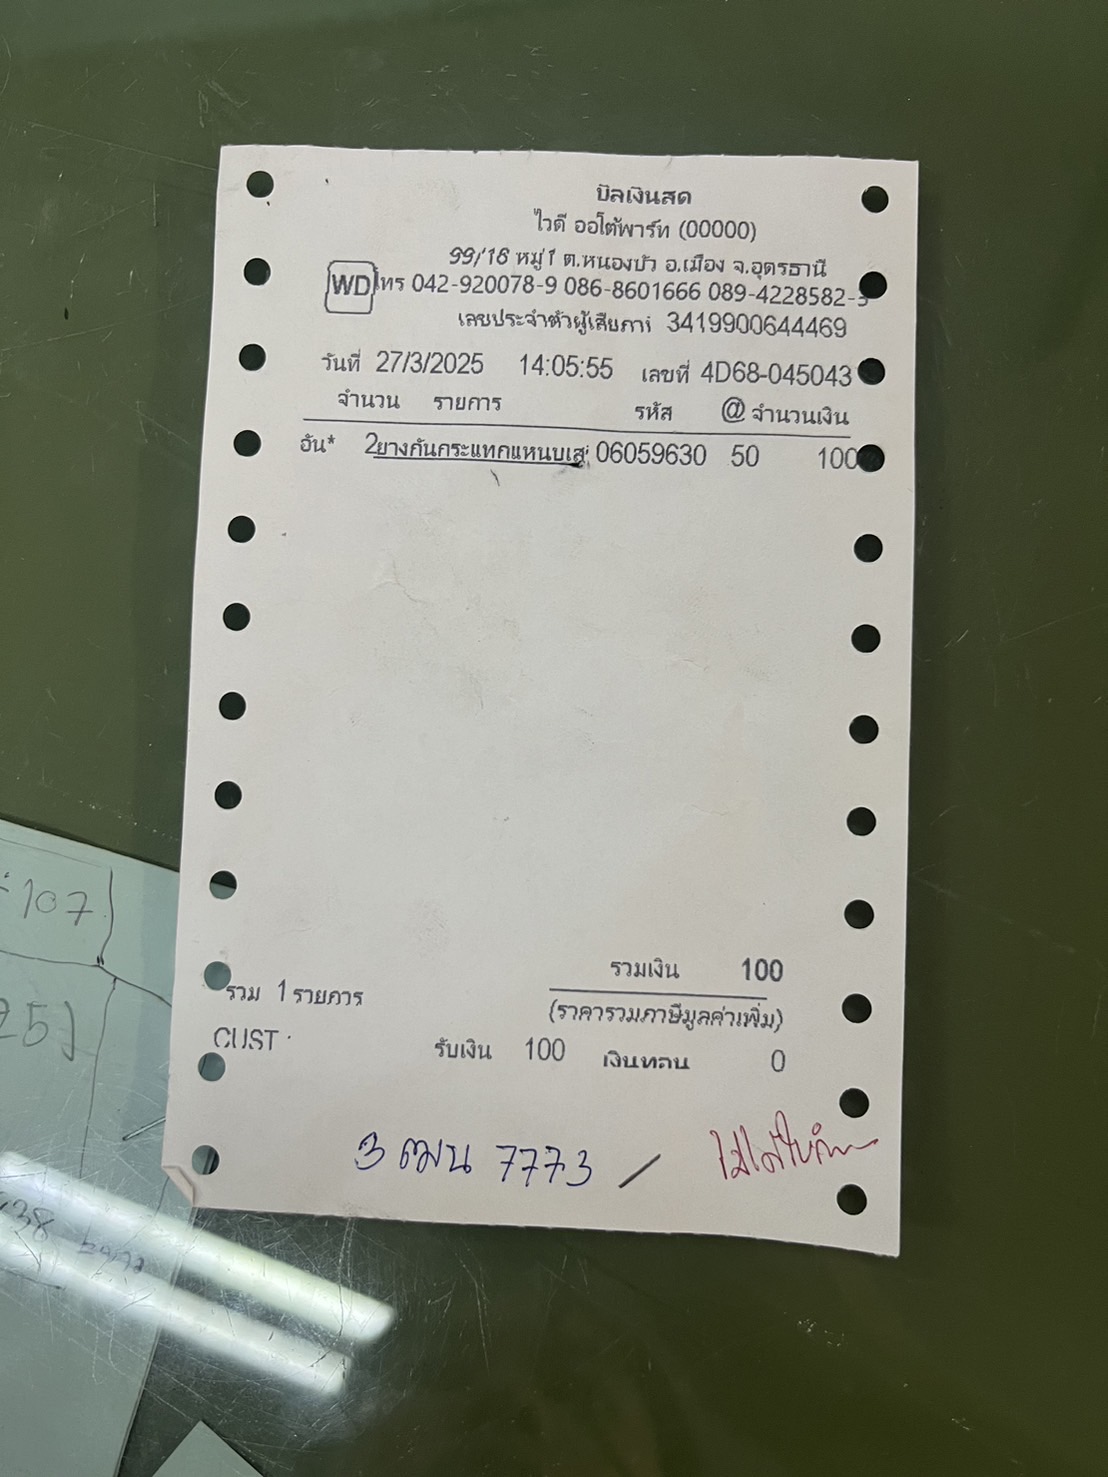 บิลเงินสด
ไวดี ออโต้พาร์ท (00000)
99/16 หมู่ 1 ต.หนองบัว อ.เมือง จ.อุดรธานี
WD โทร 042-920078-9 086-8601666 089-4228582-3
เลขประจำตัวผู้เสียภาษี 3419900644469
วันที่ 27/3/2025 14:05:55 เลขที่ 4D68-045043
จำนวน รายการ รหัส @ จำนวนเงิน
อัน* 2 ยางกันกระแทกแหนบเส 06059630 50 100
รวมเงิน 100
รวม 1 รายการ
(ราคารวมภาษีมูลค่าเพิ่ม)
CUST
รับเงิน 100 เงินทอน 0
3 ฒน 7773 /
107